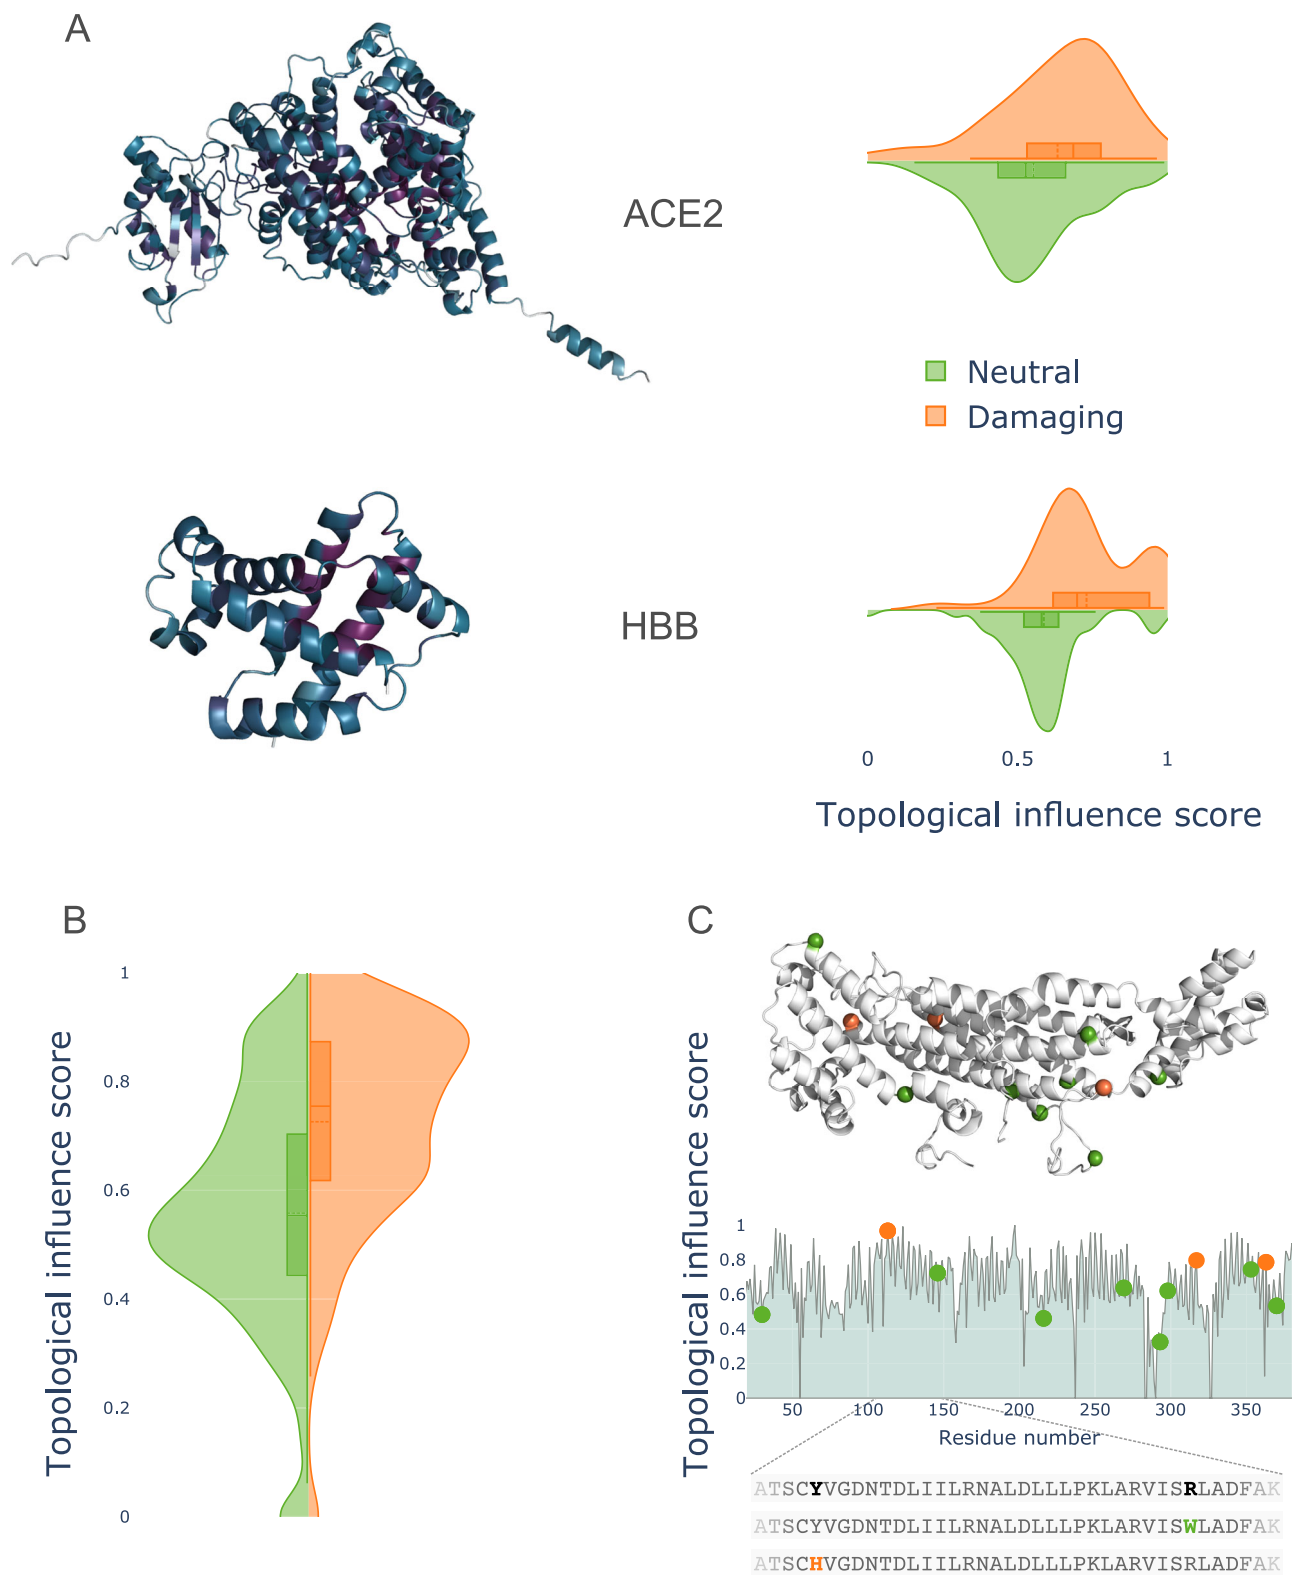 A
ACE2
Neutral
Damaging
HBB
0 0.5 1
Topological influence score
B
Topological influence score
1
0.8
0.6
0.4
0.2
0
C
Topological influence score
1
0.8
0.6
0.4
0.2
0
50 100 150 200 250 300 350
Residue number
ATSCYVGDNTDLIILRNALDLLLPKLARVISRLADFAK
ATSCYVGDNTDLIILRNALDLLLPKLARVISWLADFAK
ATSCHVGDNTDLIILRNALDLLLPKLARVISRLADFAK